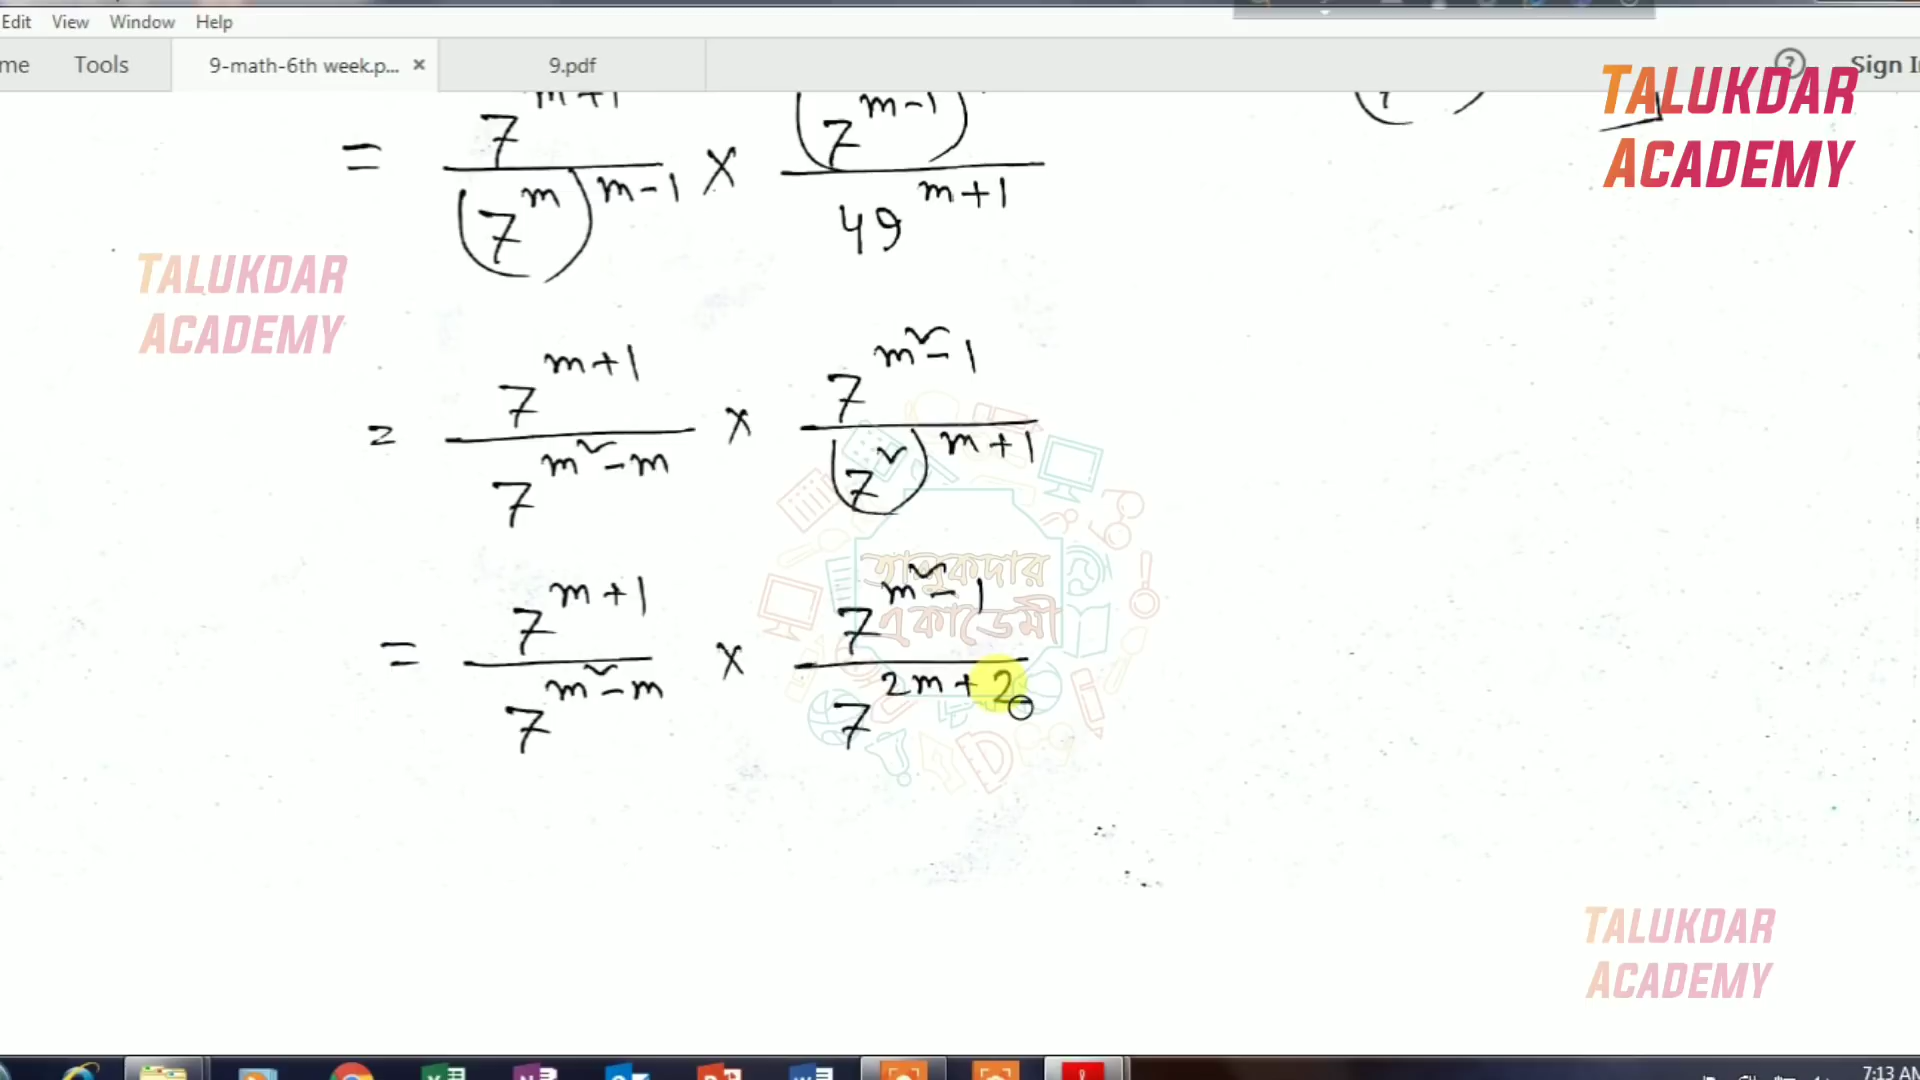 Edit View Window Help
me Tools 9-math-6th week.p... × 9.pdf ? Sign I
TALUKDAR
ACADEMY
= 7^(m+1) / (7^m)^(m-1) × (7^(m-1)) / 49^(m+1)
TALUKDAR
ACADEMY
= 7^(m+1) / 7^(m²-m) × 7^(m²-1) / (7²)^(m+1)
তালুকদার
একাডেমী
= 7^(m+1) / 7^(m²-m) × 7^(m²-1) / 7^(2m+2)
TALUKDAR
ACADEMY
7:13 AM